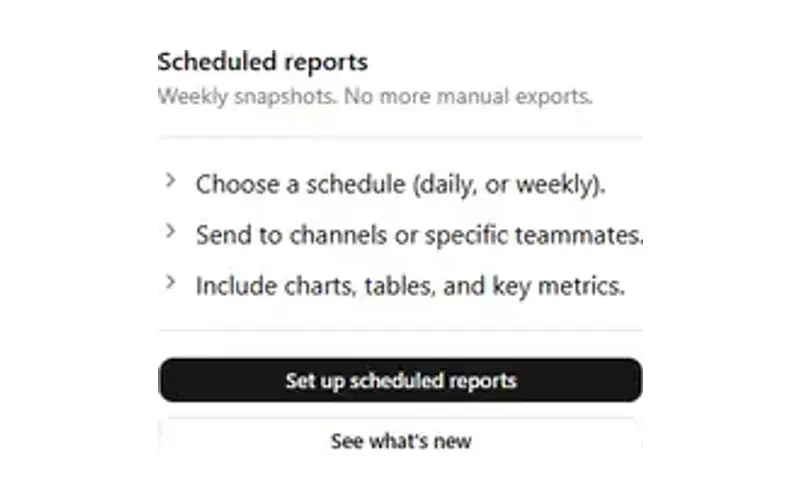 Scheduled reports
Weekly snapshots. No more manual exports.
Choose a schedule (daily, or weekly).
Send to channels or specific teammates.
Include charts, tables, and key metrics.
Set up scheduled reports
See what's new